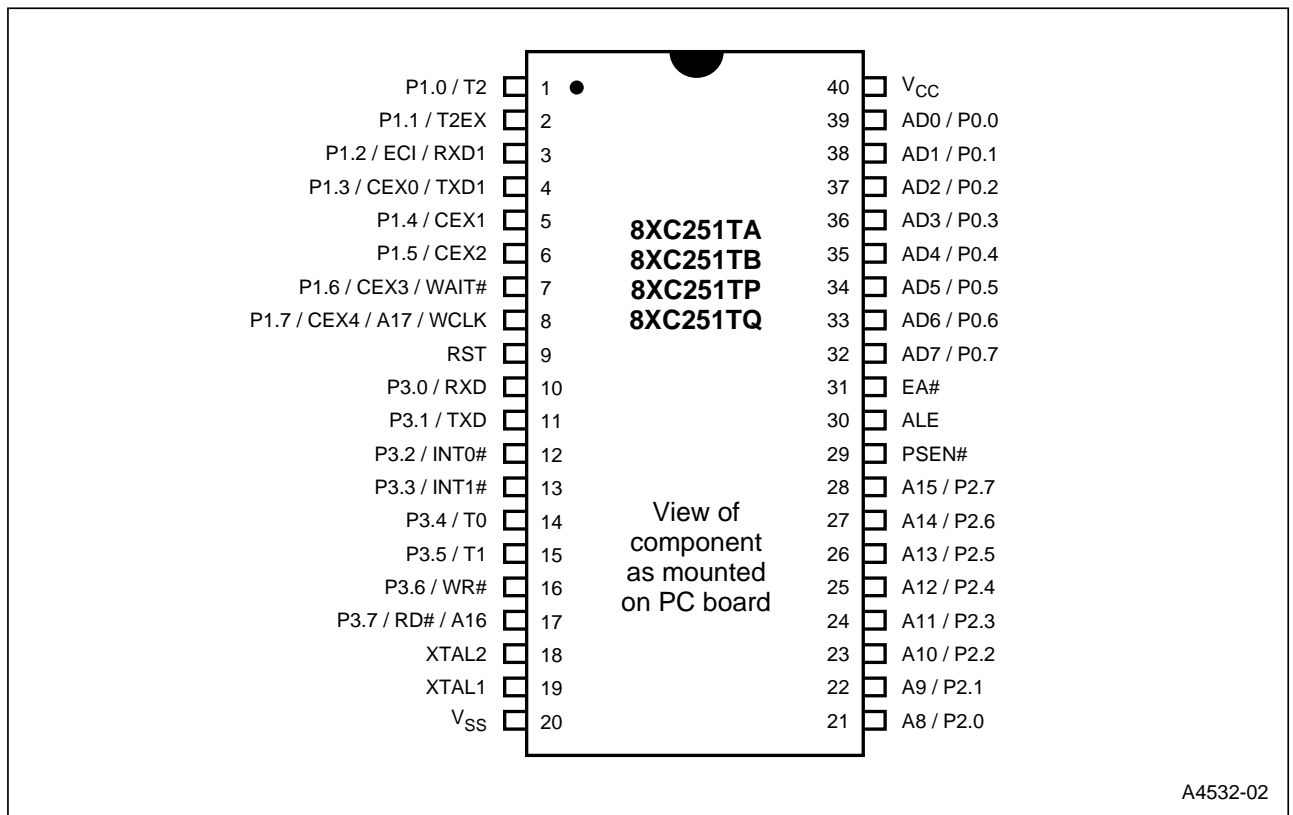 P1.0 / T2 1 40 VCC
P1.1 / T2EX 2 39 AD0 / P0.0
P1.2 / ECI / RXD1 3 38 AD1 / P0.1
P1.3 / CEX0 / TXD1 4 37 AD2 / P0.2
P1.4 / CEX1 5 36 AD3 / P0.3
P1.5 / CEX2 6 35 AD4 / P0.4
P1.6 / CEX3 / WAIT# 7 34 AD5 / P0.5
P1.7 / CEX4 / A17 / WCLK 8 33 AD6 / P0.6
RST 9 32 AD7 / P0.7
P3.0 / RXD 10 31 EA#
P3.1 / TXD 11 30 ALE
P3.2 / INT0# 12 29 PSEN#
P3.3 / INT1# 13 28 A15 / P2.7
P3.4 / T0 14 27 A14 / P2.6
P3.5 / T1 15 26 A13 / P2.5
P3.6 / WR# 16 25 A12 / P2.4
P3.7 / RD# / A16 17 24 A11 / P2.3
XTAL2 18 23 A10 / P2.2
XTAL1 19 22 A9 / P2.1
VSS 20 21 A8 / P2.0
8XC251TA
8XC251TB
8XC251TP
8XC251TQ
View of
component
as mounted
on PC board
A4532-02